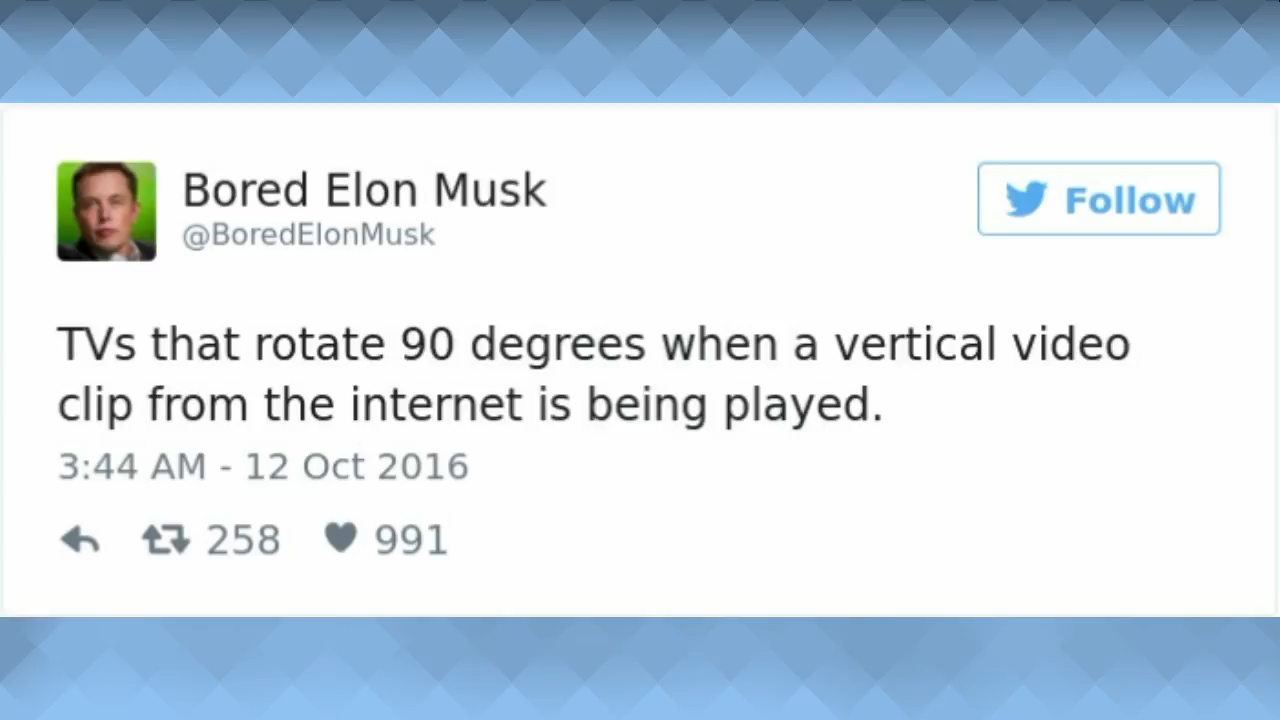 Bored Elon Musk
@BoredElonMusk
Follow
TVs that rotate 90 degrees when a vertical video
clip from the internet is being played.
3:44 AM - 12 Oct 2016
258 991